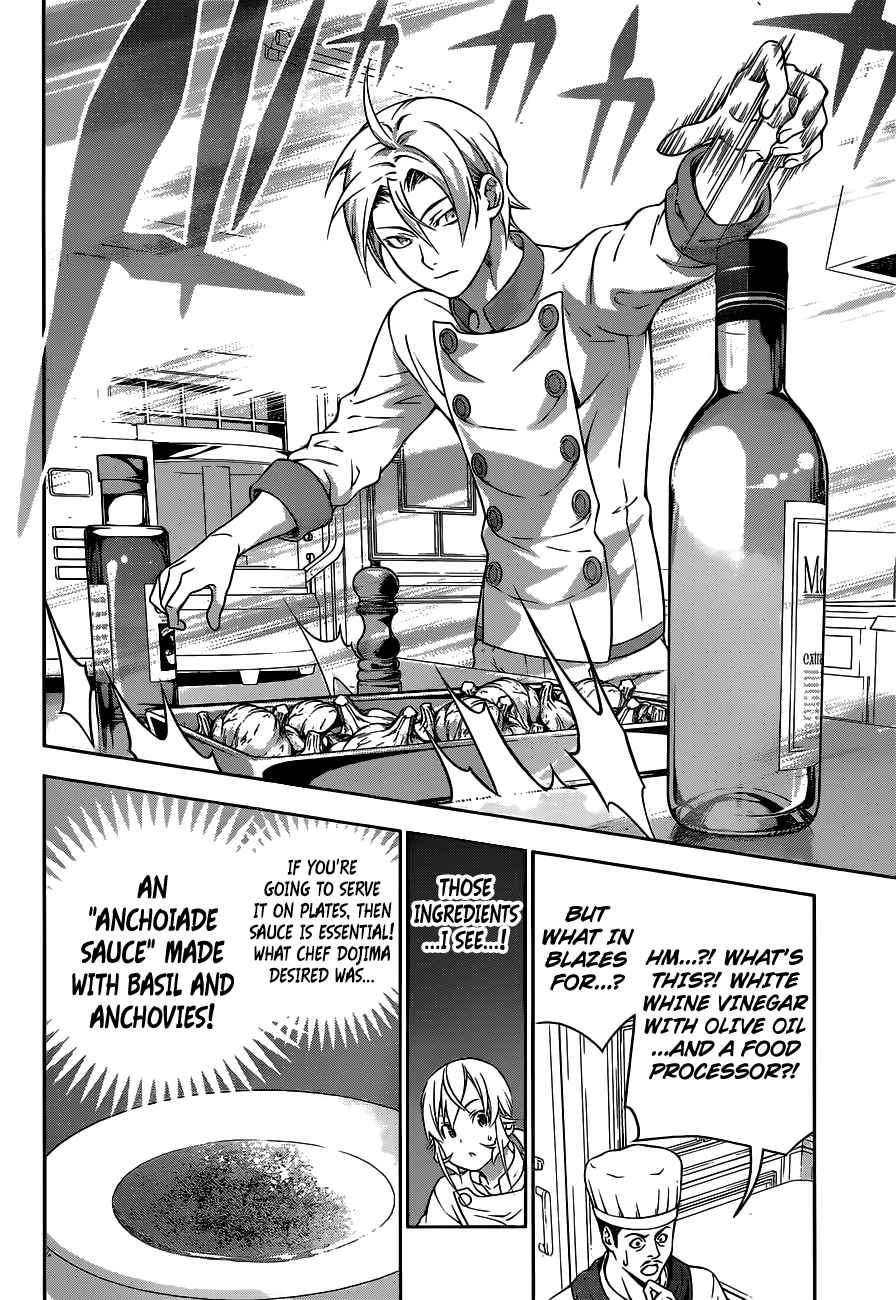 Ma
extra
HM...?! WHAT'S
THIS?! WHITE
WHINE VINEGAR
WITH OLIVE OIL
...AND A FOOD
PROCESSOR?!
BUT
WHAT IN
BLAZES
FOR...?
THOSE
INGREDIENTS
...I SEE...!
IF YOU'RE
GOING TO SERVE
IT ON PLATES, THEN
SAUCE IS ESSENTIAL!
WHAT CHEF DOJIMA
DESIRED WAS...
AN
"ANCHOIADE
SAUCE" MADE
WITH BASIL AND
ANCHOVIES!